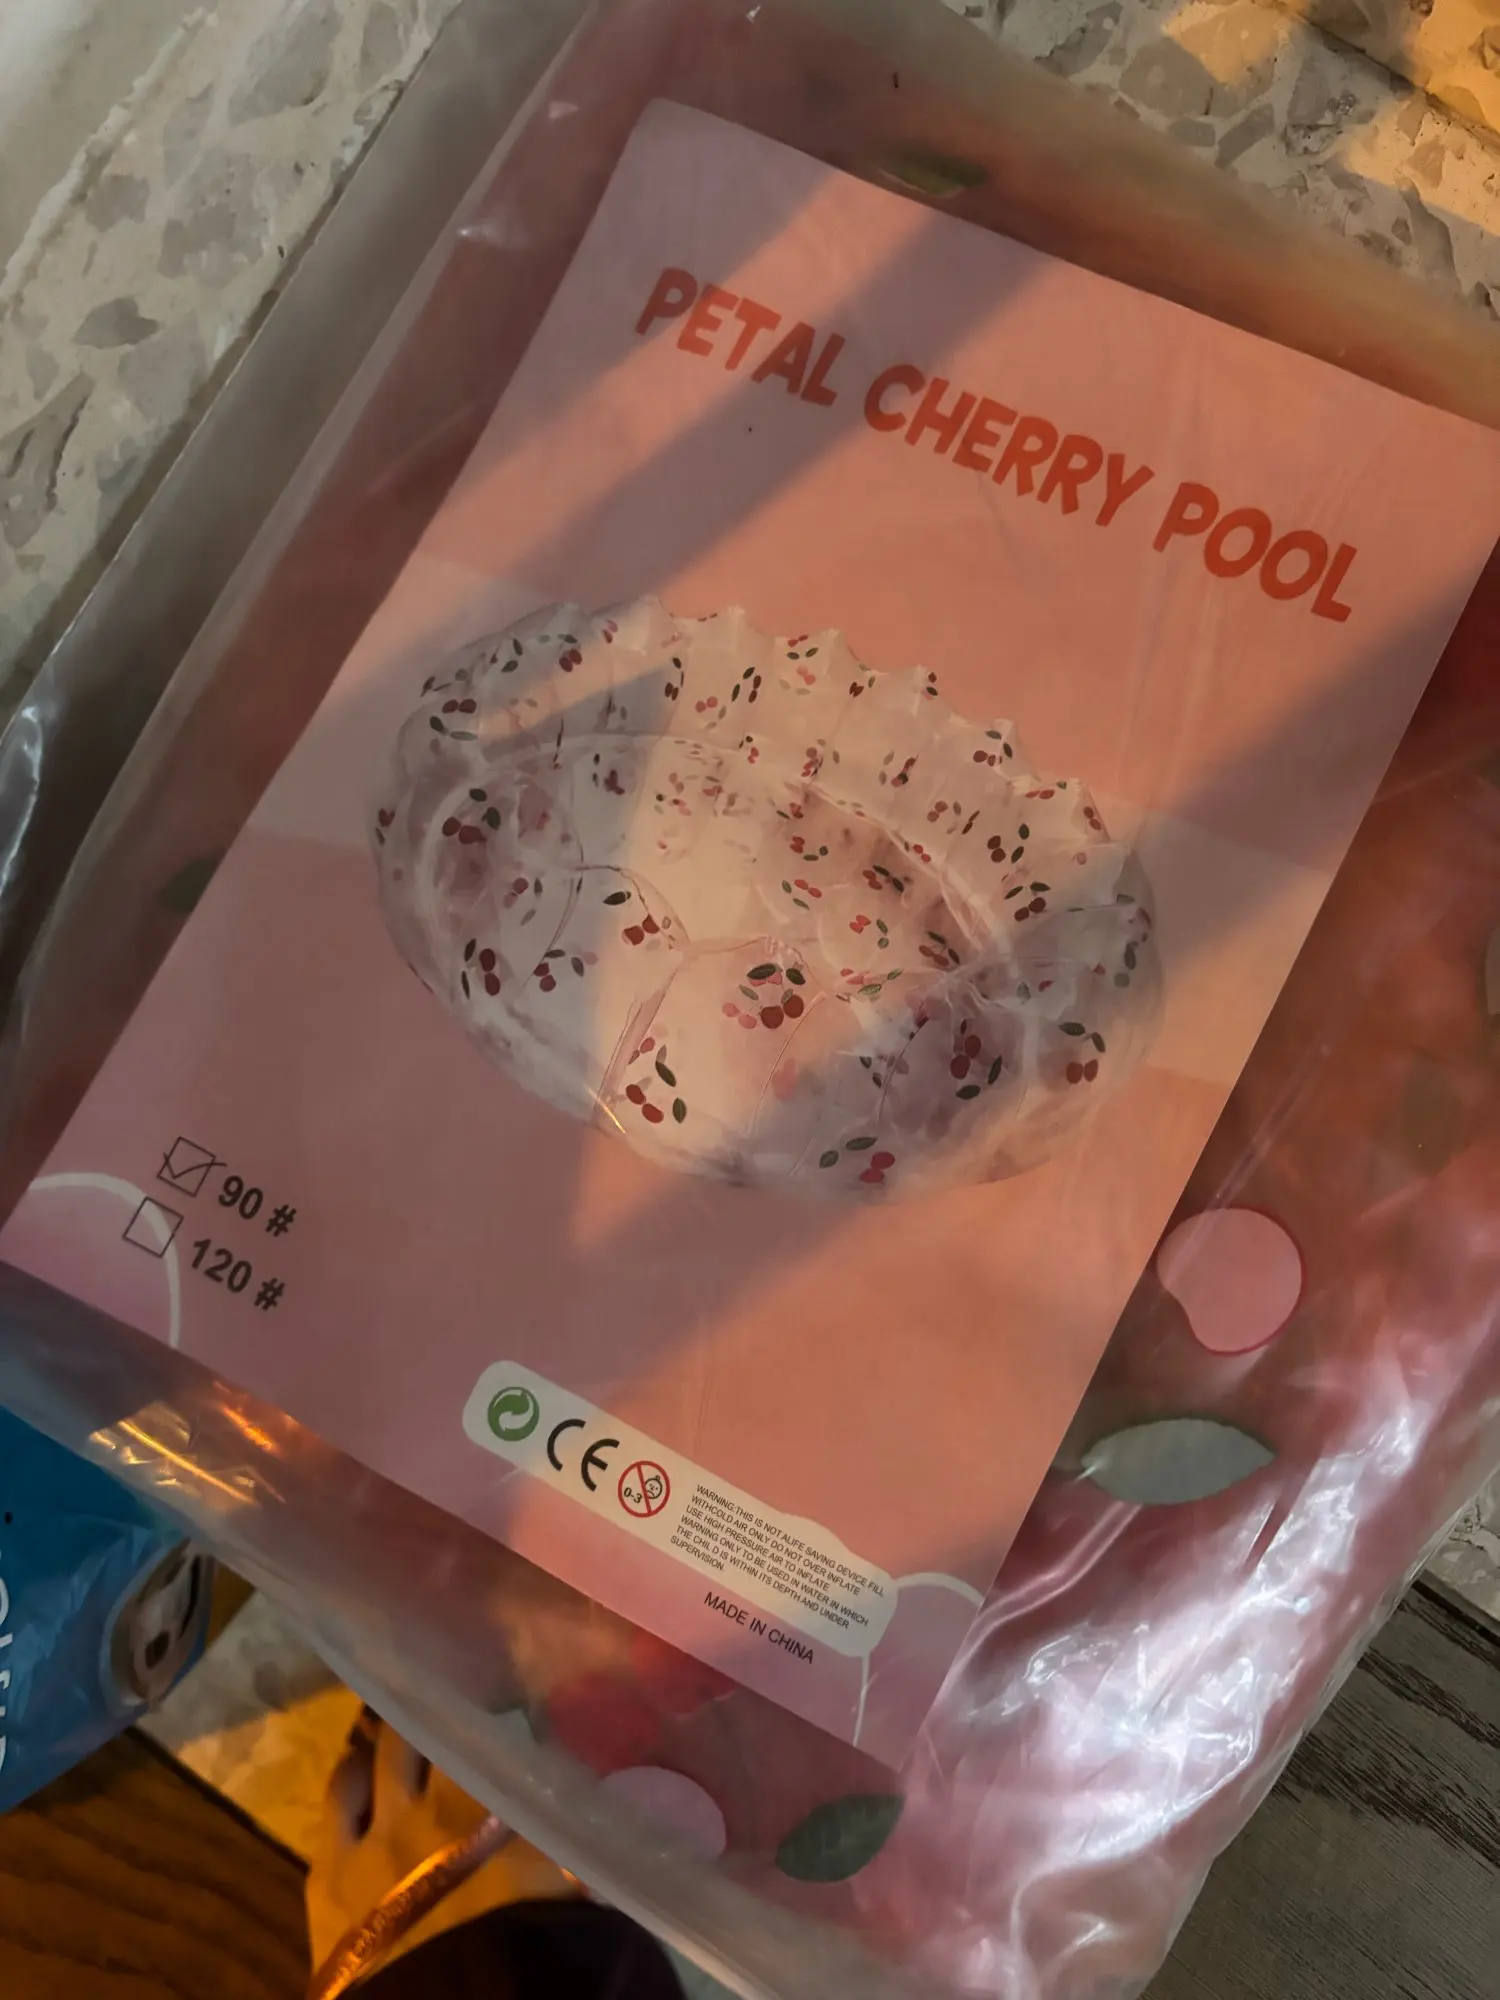 PETAL CHERRY POOL
90 #
120 #
CE
0-3
WARNING:THIS IS NOT ALIFE SAVING DEVICE FILL
WITHCOLD AIR ONLY DO NOT OVER INFLATE
USE HIGH PRESSURE AIR TO INFLATE
WARNING ONLY TO BE USED IN WATER IN WHICH
THE CHILD IS WITHIN ITS DEPTH AND UNDER
SUPERVISION.
MADE IN CHINA